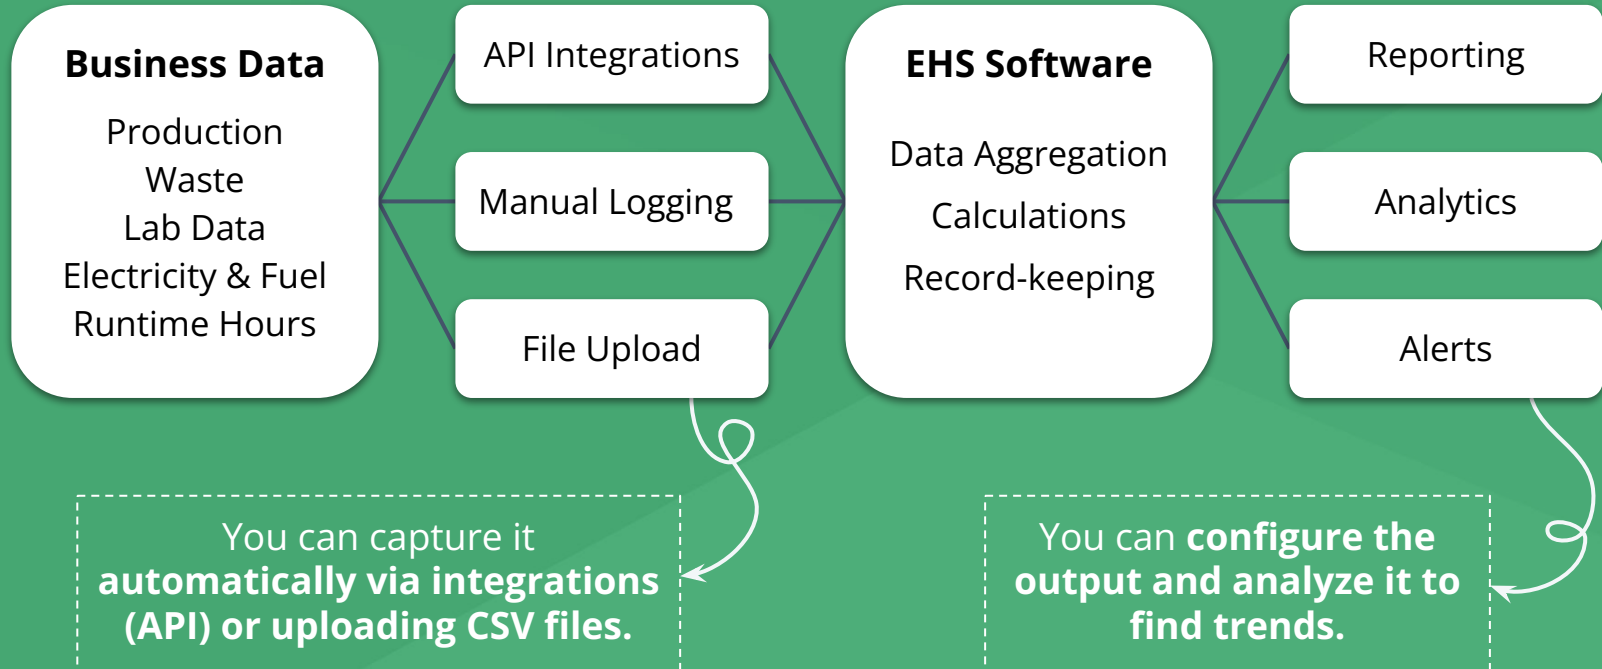 Business Data
Production
Waste
Lab Data
Electricity & Fuel
Runtime Hours
API Integrations
Manual Logging
File Upload
EHS Software
Data Aggregation
Calculations
Record-keeping
Reporting
Analytics
Alerts
You can capture it
automatically via integrations
(API) or uploading CSV files.
You can configure the
output and analyze it to
find trends.